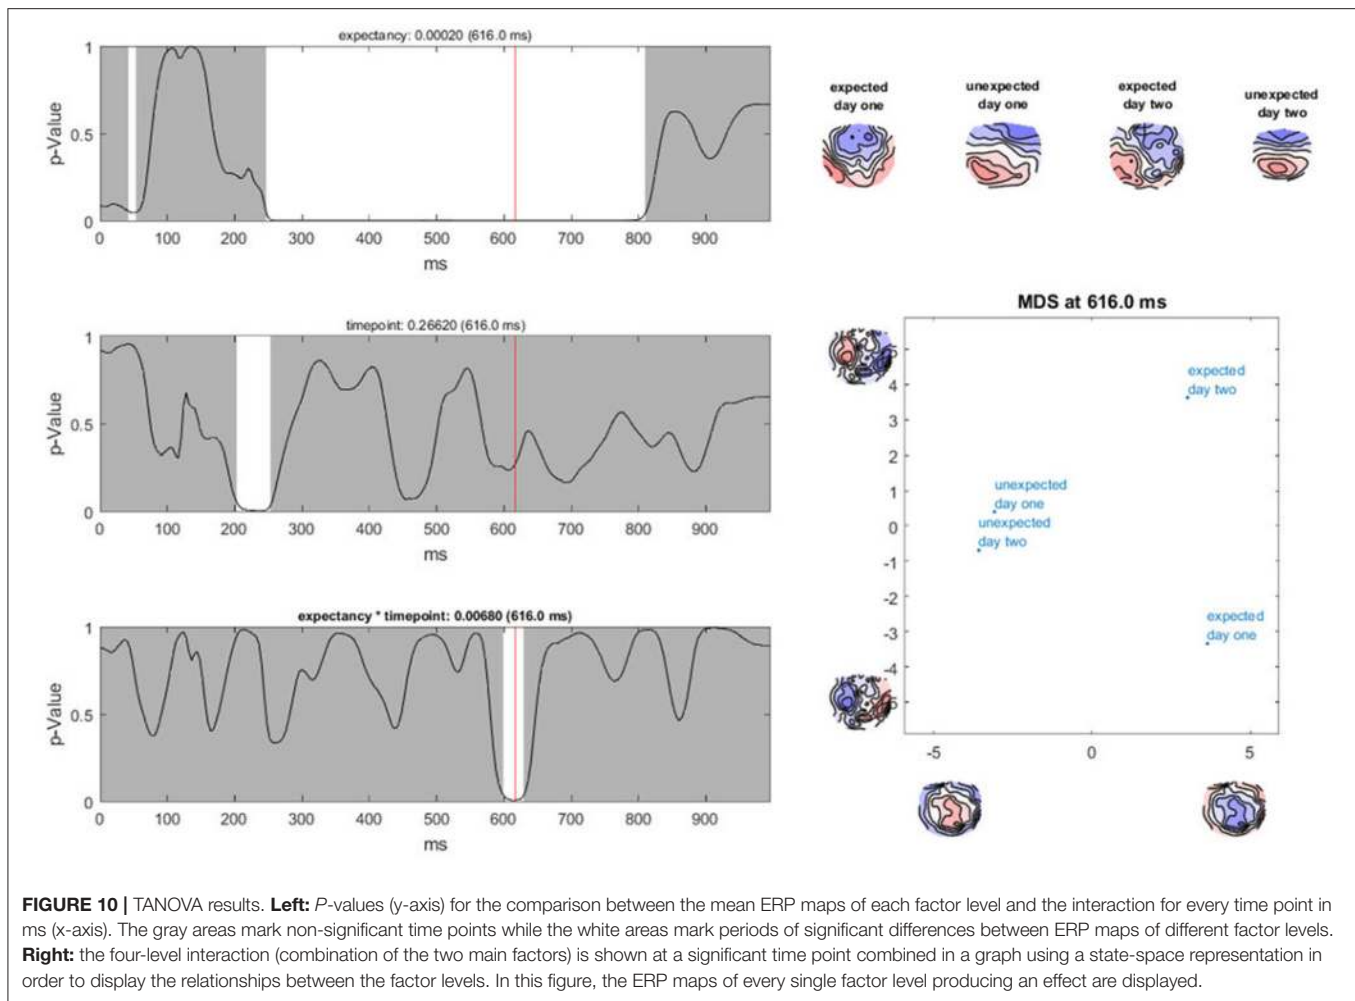 expectancy: 0.00020 (616.0 ms)
1
0.5
0
p-Value
0 100 200 300 400 500 600 700 800 900
ms
expected
day one
unexpected
day one
expected
day two
unexpected
day two
timepoint: 0.26620 (616.0 ms)
1
0.5
0
p-Value
0 100 200 300 400 500 600 700 800 900
ms
expectancy * timepoint: 0.00680 (616.0 ms)
1
0.5
0
p-Value
0 100 200 300 400 500 600 700 800 900
ms
MDS at 616.0 ms
4
3
2
1
0
-1
-2
-3
-4
expected
day two
unexpected
day one
unexpected
day two
expected
day one
-5 0 5
FIGURE 10 | TANOVA results. Left: P-values (y-axis) for the comparison between the mean ERP maps of each factor level and the interaction for every time point in
ms (x-axis). The gray areas mark non-significant time points while the white areas mark periods of significant differences between ERP maps of different factor levels.
Right: the four-level interaction (combination of the two main factors) is shown at a significant time point combined in a graph using a state-space representation in
order to display the relationships between the factor levels. In this figure, the ERP maps of every single factor level producing an effect are displayed.